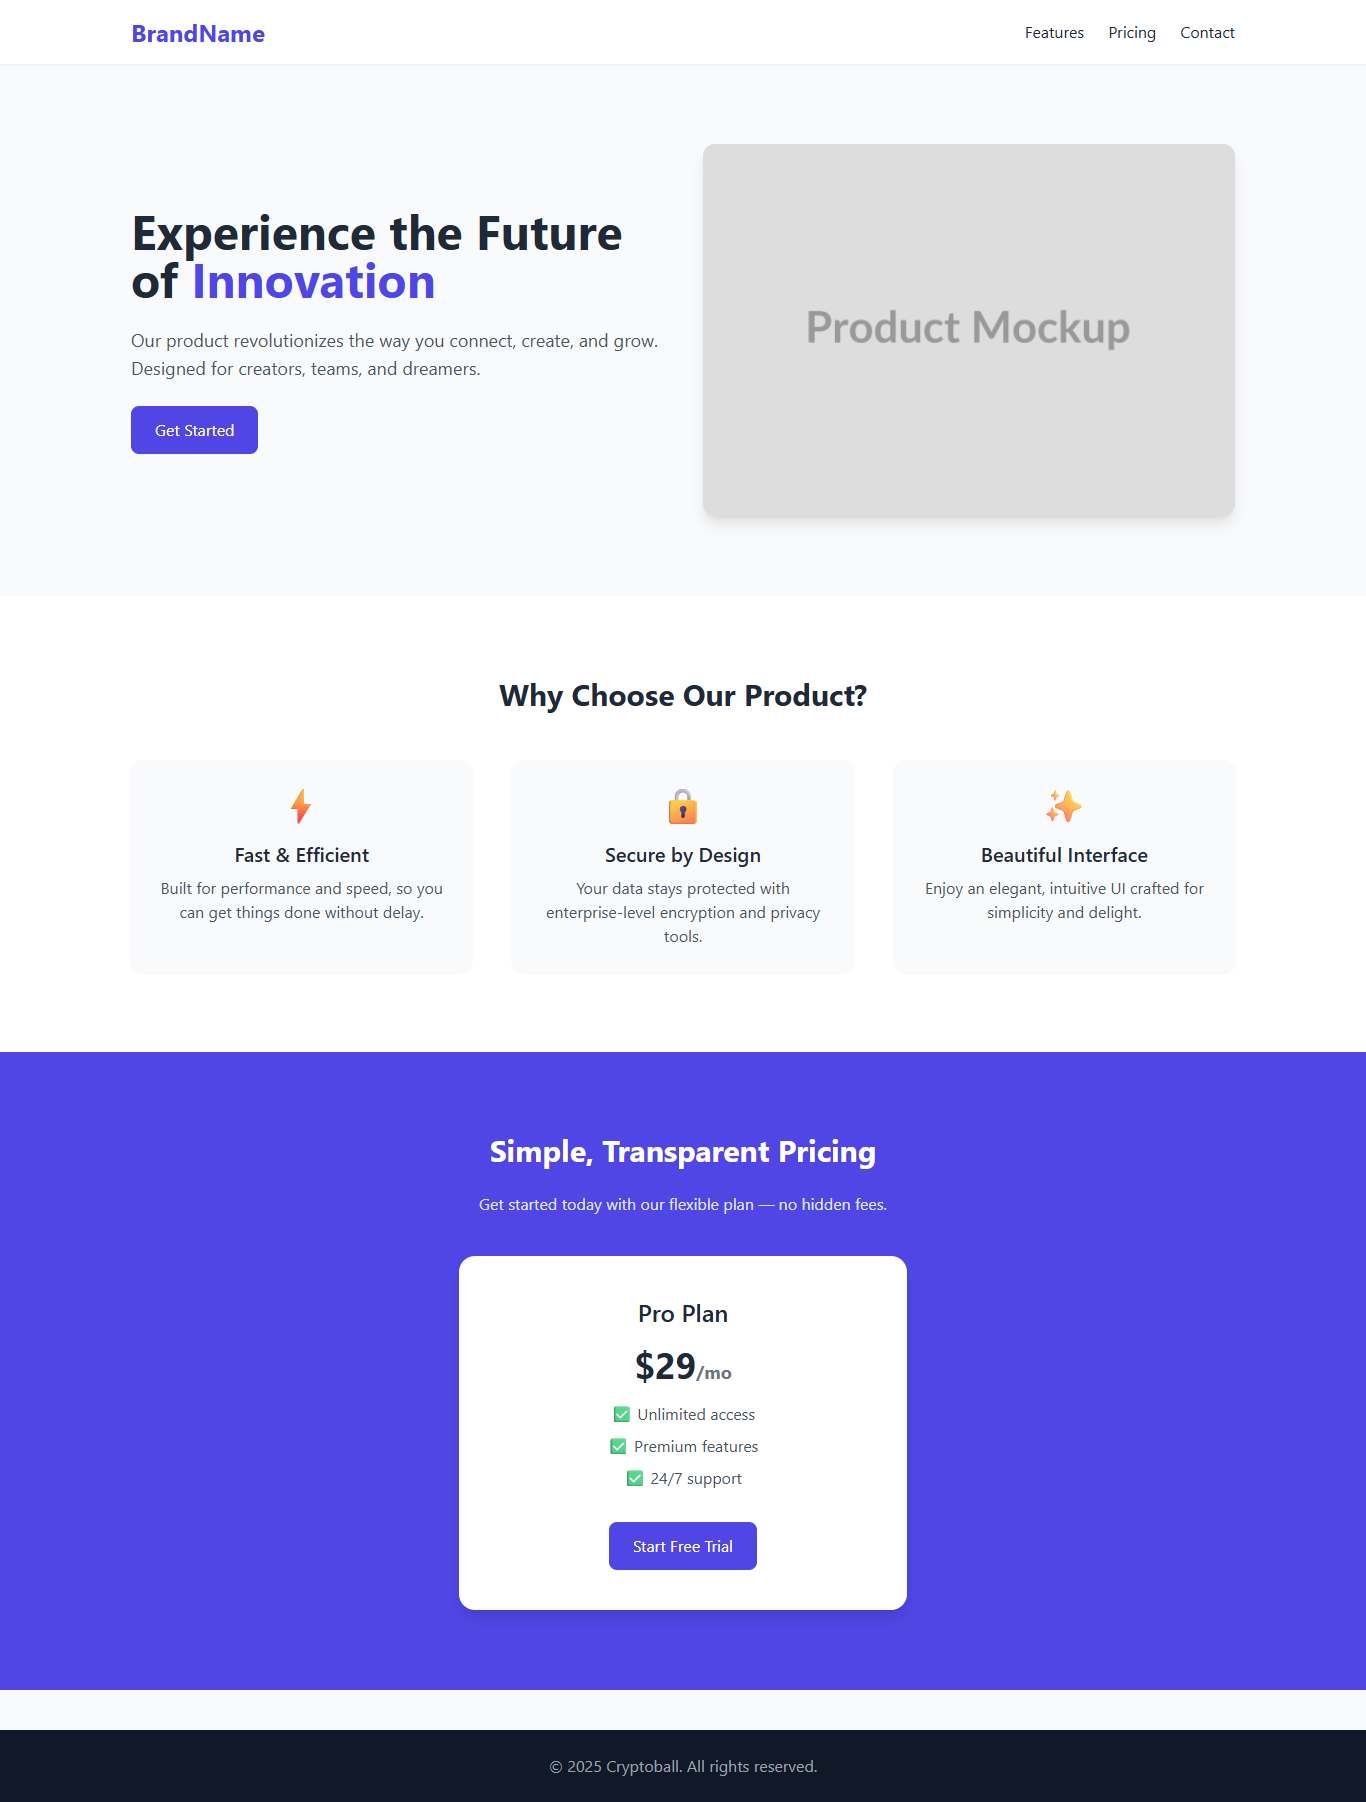 BrandName
Features Pricing Contact
Experience the Future
of Innovation
Our product revolutionizes the way you connect, create, and grow.
Designed for creators, teams, and dreamers.
Get Started
Product Mockup
Why Choose Our Product?
Fast & Efficient
Built for performance and speed, so you
can get things done without delay.
Secure by Design
Your data stays protected with
enterprise-level encryption and privacy
tools.
Beautiful Interface
Enjoy an elegant, intuitive UI crafted for
simplicity and delight.
Simple, Transparent Pricing
Get started today with our flexible plan — no hidden fees.
Pro Plan
$29/mo
✅ Unlimited access
✅ Premium features
✅ 24/7 support
Start Free Trial
© 2025 Cryptoball. All rights reserved.